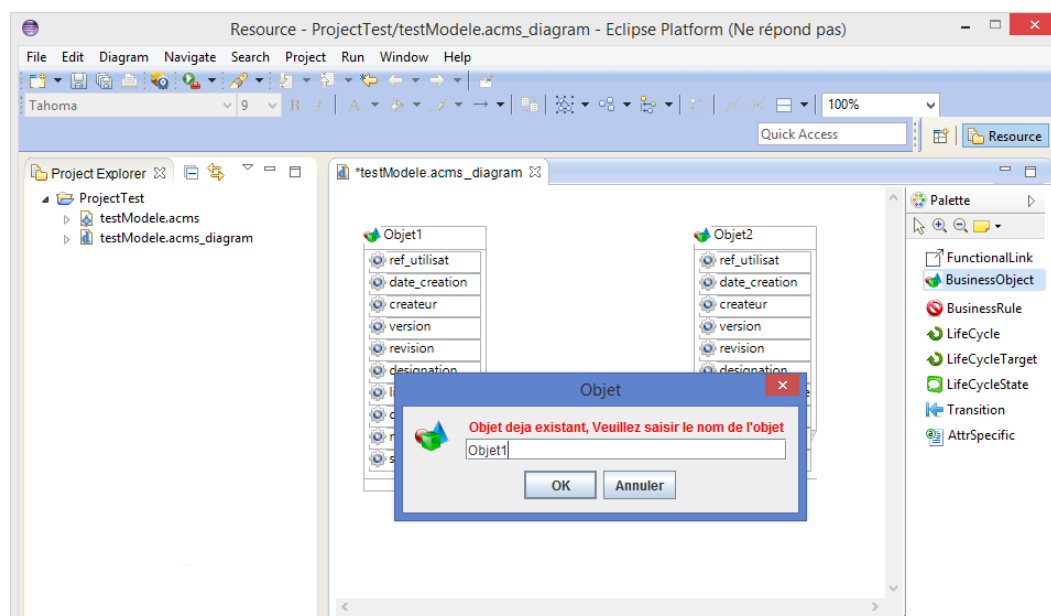 Resource - ProjectTest/testModele.acms_diagram - Eclipse Platform (Ne répond pas)
File Edit Diagram Navigate Search Project Run Window Help
Tahoma 9 B I A 100%
Quick Access Resource
Project Explorer
*testModele.acms_diagram
ProjectTest
testModele.acms
testModele.acms_diagram
Objet1
ref_utilisat
date_creation
createur
version
revision
designation
Objet2
ref_utilisat
date_creation
createur
version
revision
designation
Objet
Objet deja existant, Veuillez saisir le nom de l'objet
Objet1
OK Annuler
Palette
FunctionalLink
BusinessObject
BusinessRule
LifeCycle
LifeCycleTarget
LifeCycleState
Transition
AttrSpecific